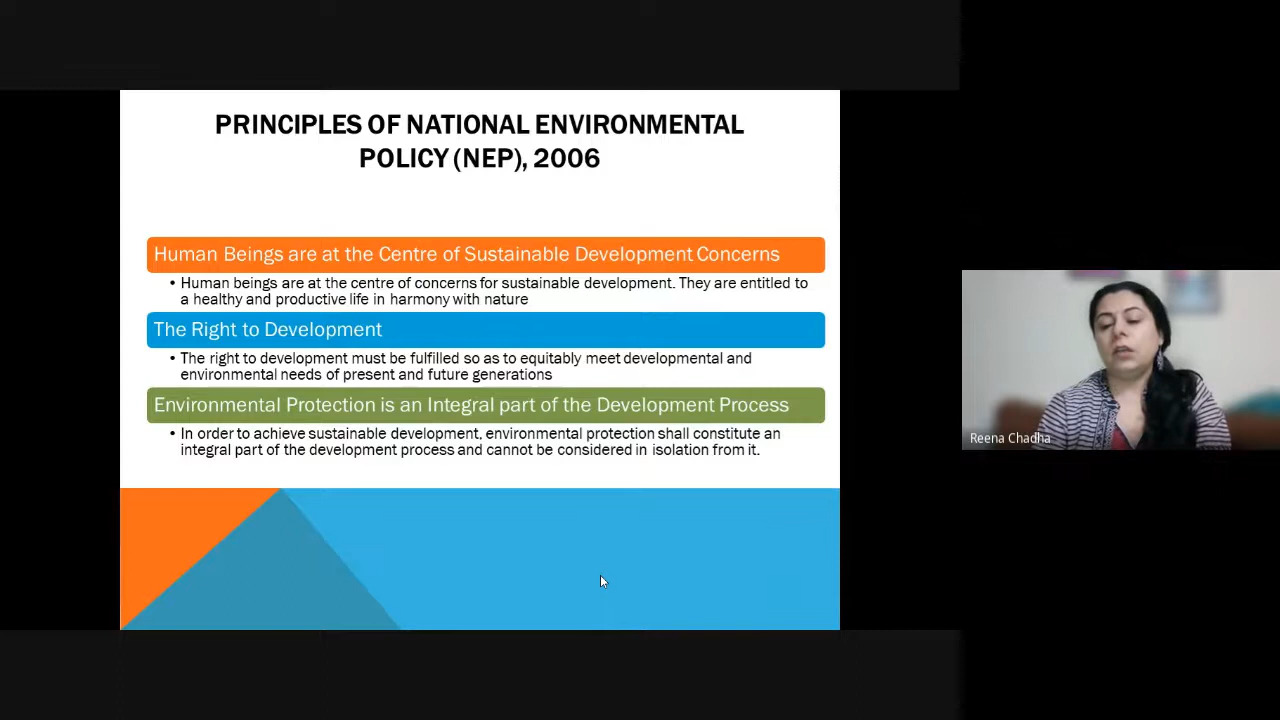 PRINCIPLES OF NATIONAL ENVIRONMENTAL
POLICY (NEP), 2006
Human Beings are at the Centre of Sustainable Development Concerns
• Human beings are at the centre of concerns for sustainable development. They are entitled to
a healthy and productive life in harmony with nature
The Right to Development
• The right to development must be fulfilled so as to equitably meet developmental and
environmental needs of present and future generations
Environmental Protection is an Integral part of the Development Process
• In order to achieve sustainable development, environmental protection shall constitute an
integral part of the development process and cannot be considered in isolation from it.
Reena Chadha